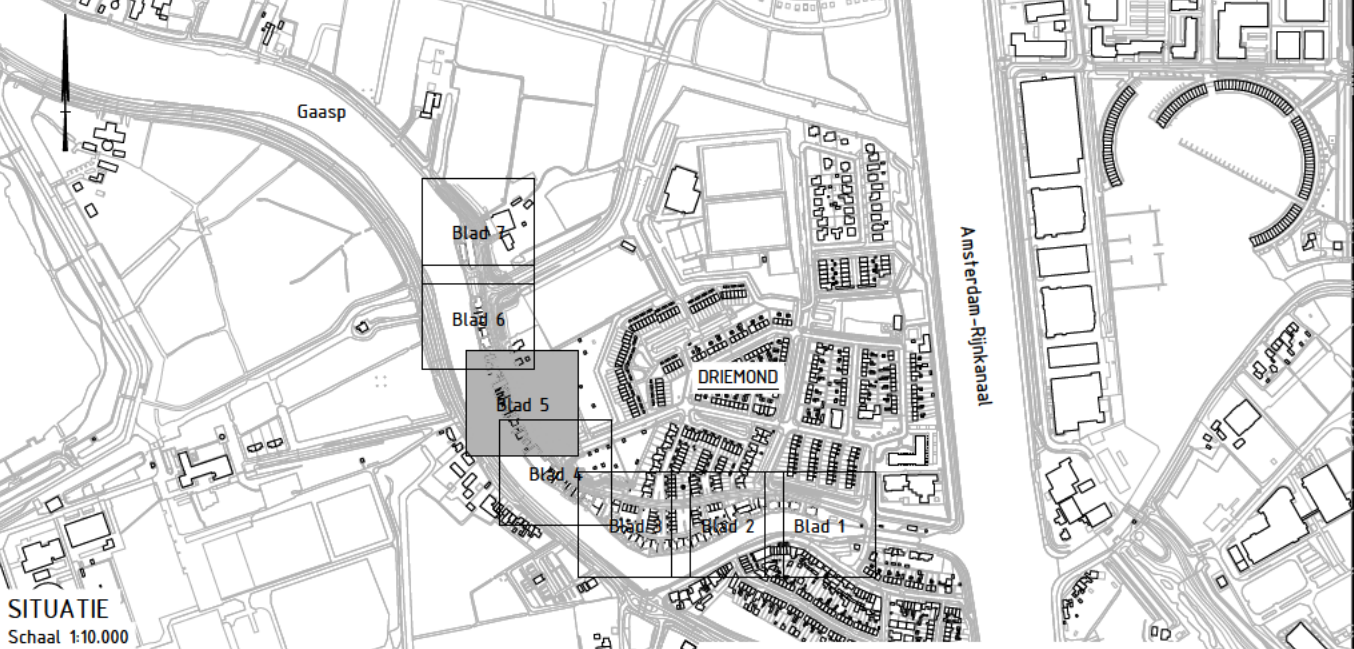 Gaasp
Blad 7
Amsterdam-Rijnkanaal
Blad 6
DRIEMOND
Blad 5
Blad 4
Blad 3
Blad 2
Blad 1
SITUATIE
Schaal 1:10.000